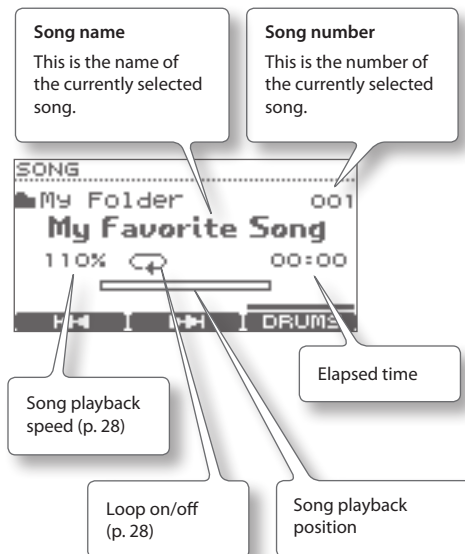 Song name
This is the name of
the currently selected
song.
Song number
This is the number of
the currently selected
song.
SONG
My Folder 001
My Favorite Song
110% 00:00
DRUMS
Elapsed time
Song playback
speed (p. 28)
Loop on/off
(p. 28)
Song playback
position